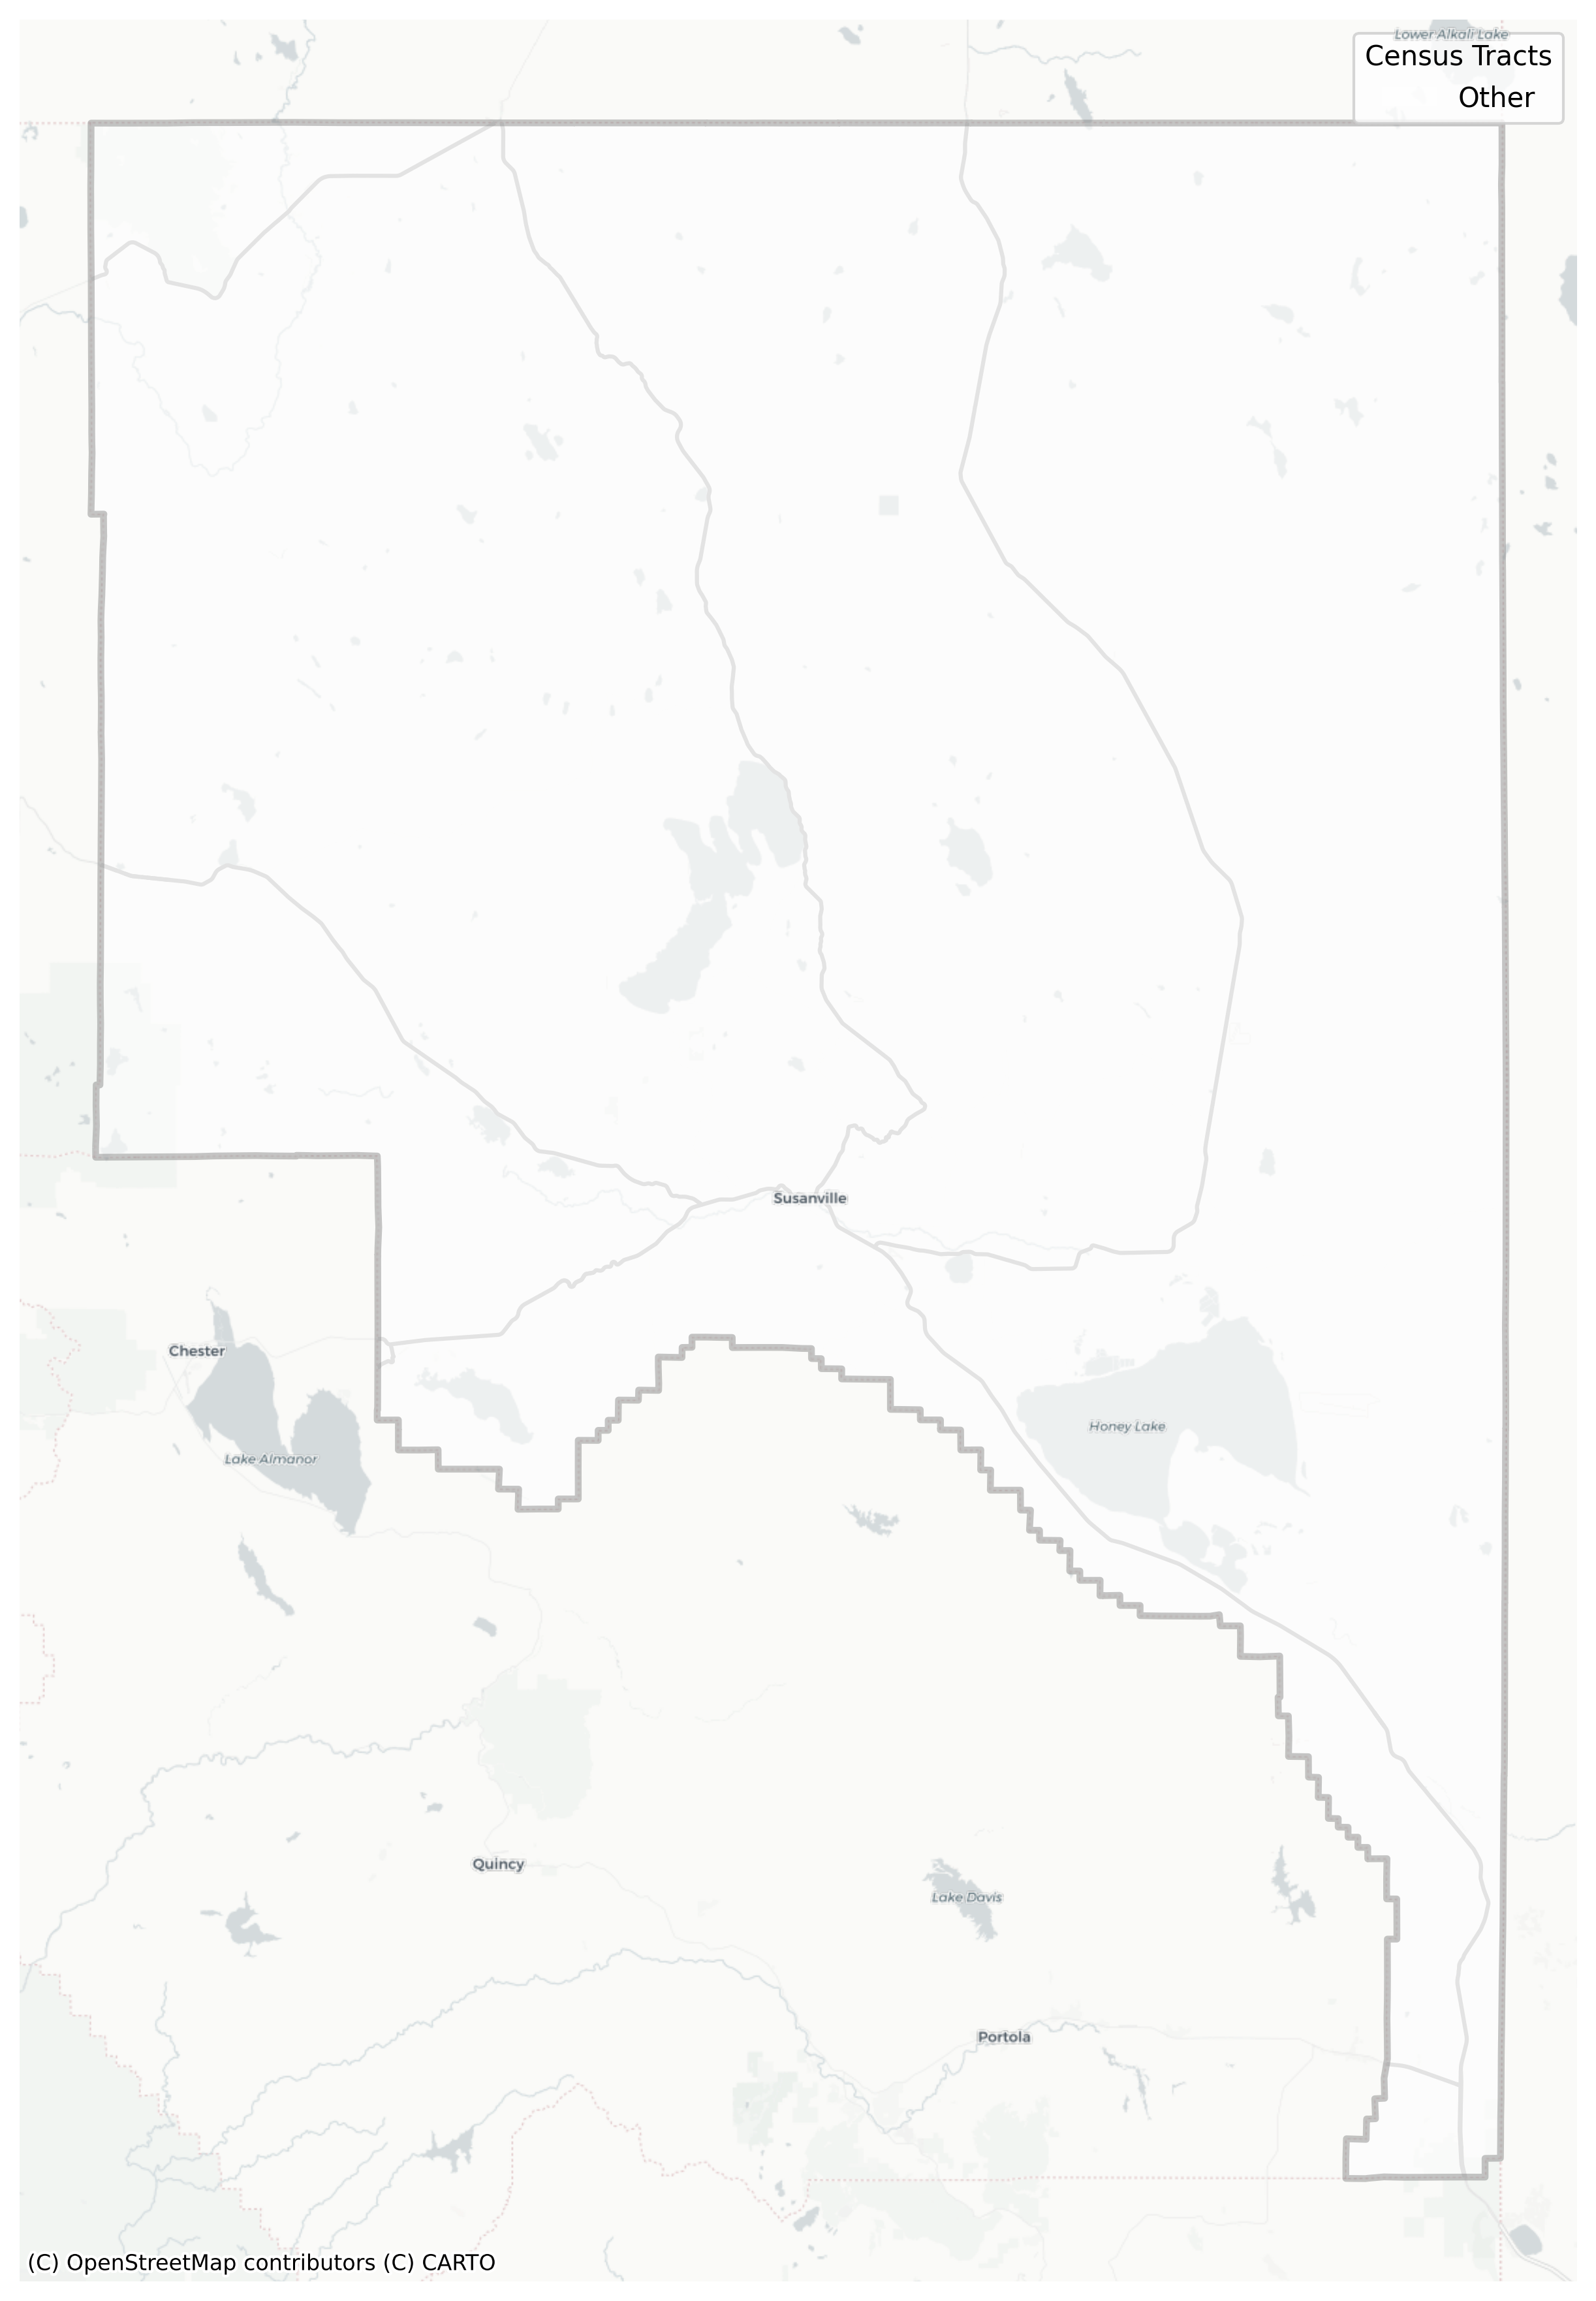 Lower Alkali Lake
Census Tracts
Other
Susanville
Chester
Honey Lake
Lake Almanor
Quincy
Lake Davis
Portola
(C) OpenStreetMap contributors (C) CARTO